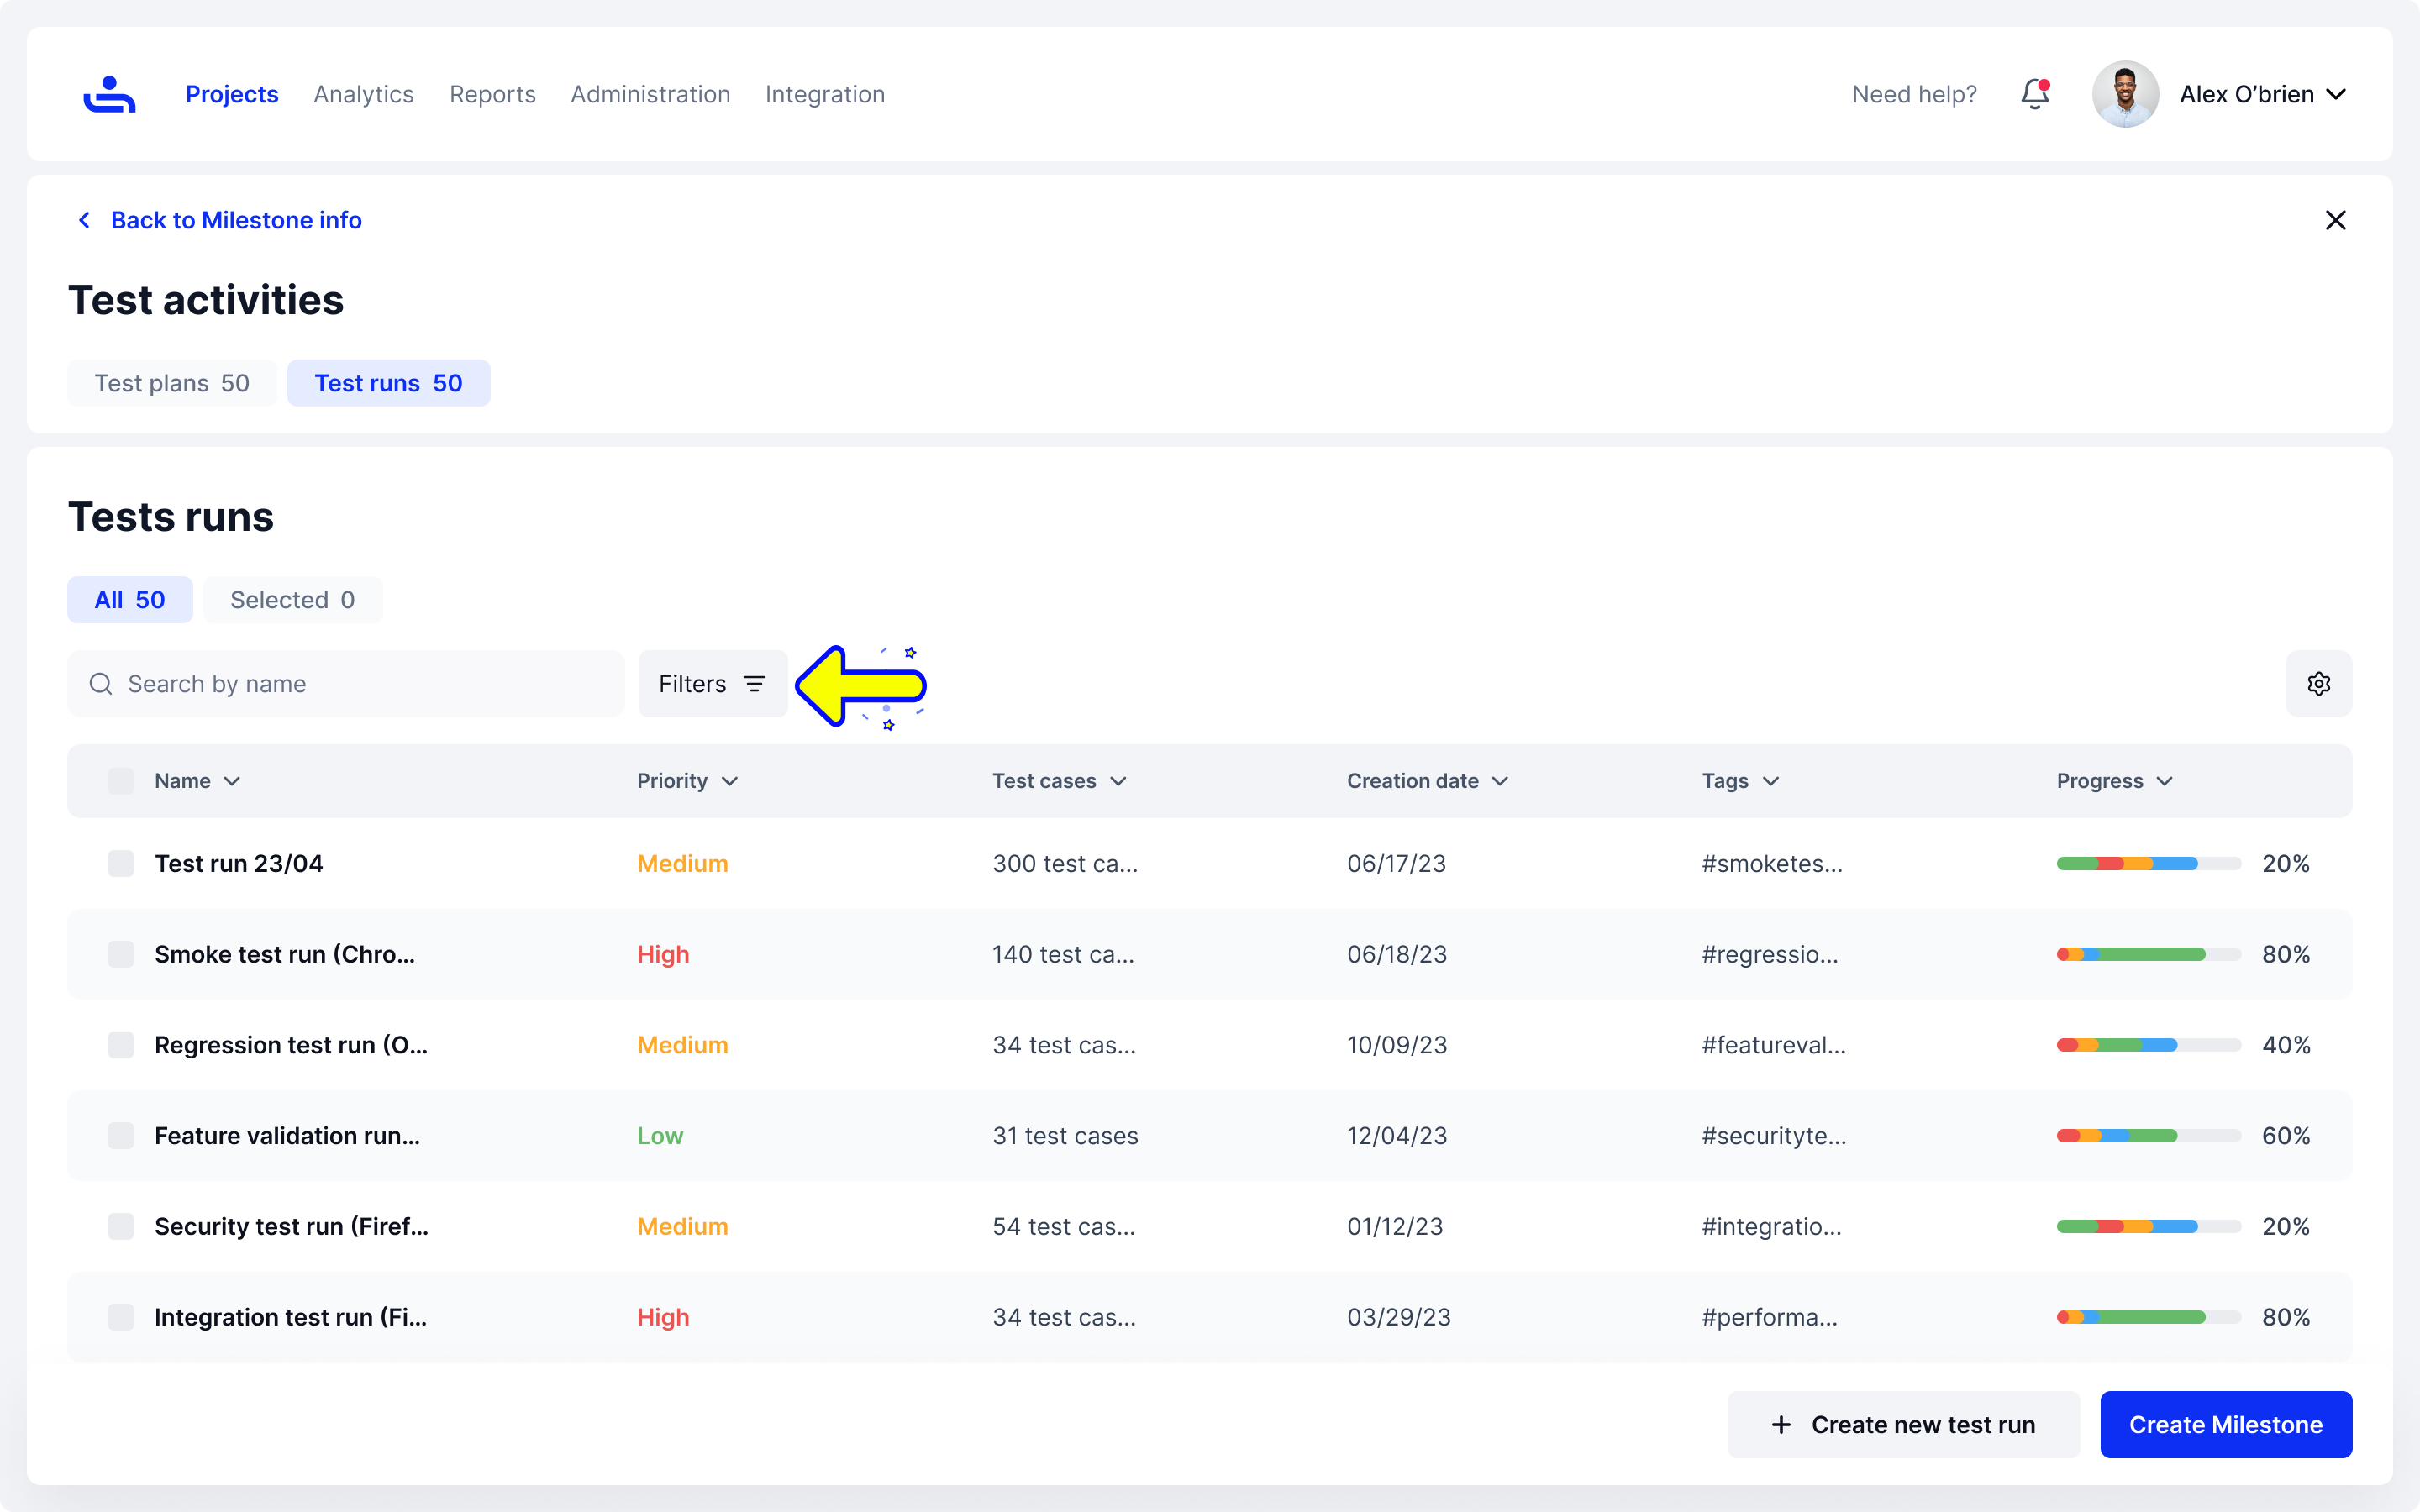 Projects Analytics Reports Administration Integration Need help? Alex O’brien
Back to Milestone info
Test activities
Test plans 50 Test runs 50
Tests runs
All 50 Selected 0
Search by name Filters
Name Priority Test cases Creation date Tags Progress
Test run 23/04 Medium 300 test ca... 06/17/23 #smoketes... 20%
Smoke test run (Chro... High 140 test ca... 06/18/23 #regressio... 80%
Regression test run (O... Medium 34 test cas... 10/09/23 #featureval... 40%
Feature validation run... Low 31 test cases 12/04/23 #securityte... 60%
Security test run (Firef... Medium 54 test cas... 01/12/23 #integratio... 20%
Integration test run (Fi... High 34 test cas... 03/29/23 #performa... 80%
Create new test run Create Milestone